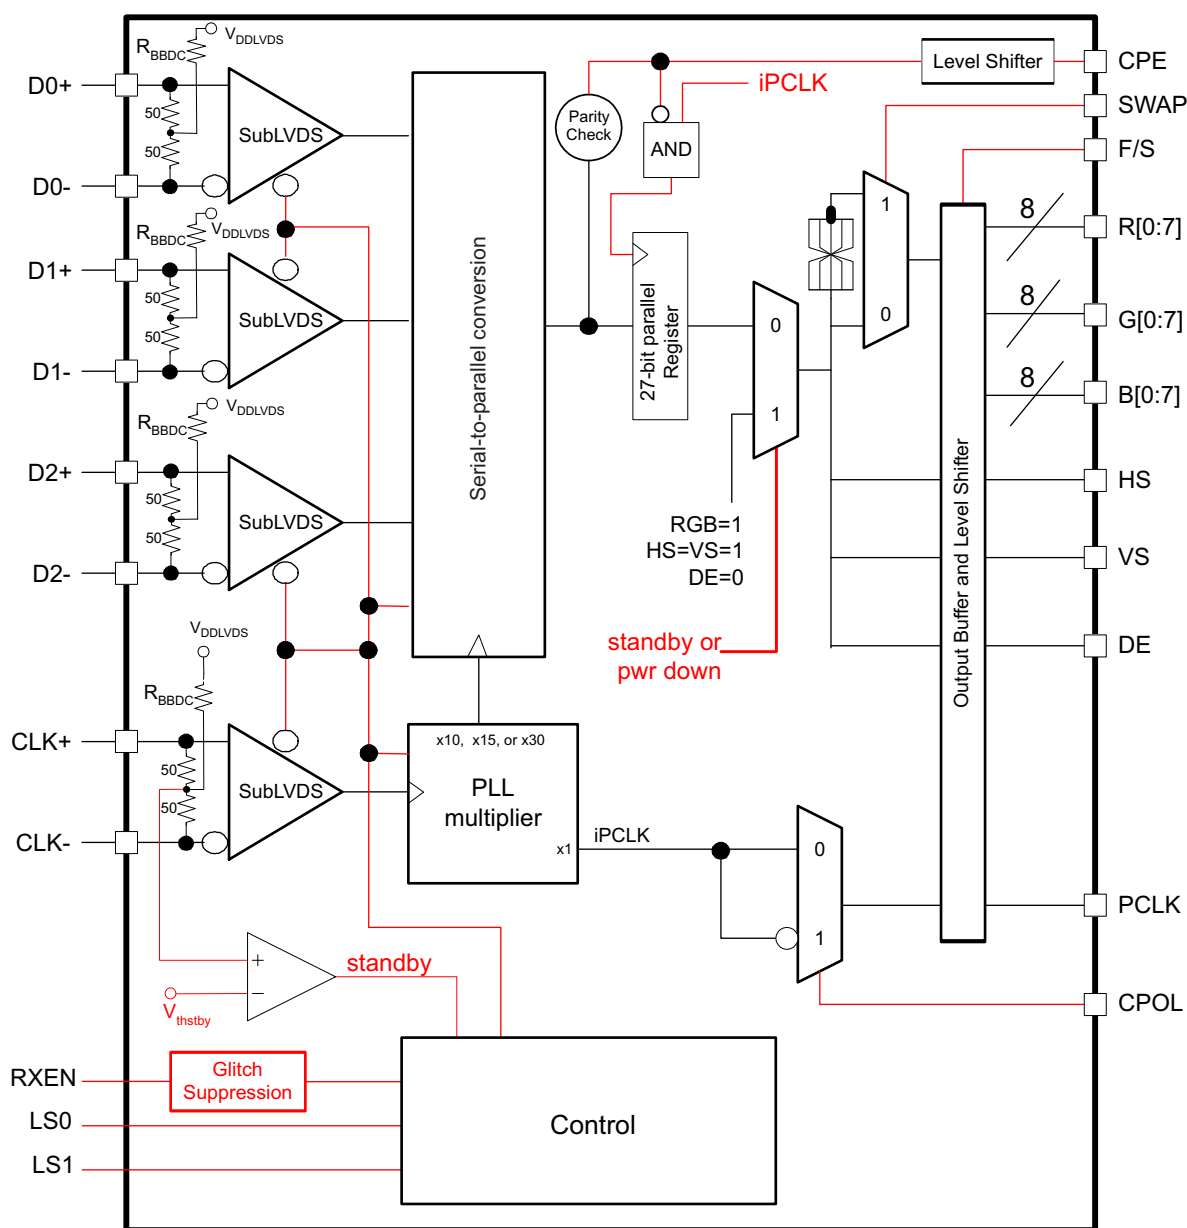 VDDLVDS
RBBDC
D0+
50
SubLVDS
50
D0-
VDDLVDS
RBBDC
D1+
50
SubLVDS
50
D1-
VDDLVDS
RBBDC
D2+
50
SubLVDS
50
D2-
VDDLVDS
RBBDC
CLK+
50
SubLVDS
50
CLK-
Serial-to-parallel conversion
x10, x15, or x30
PLL
multiplier
x1
iPCLK
Parity
Check
AND
iPCLK
Level Shifter
27-bit parallel
Register
0
1
RGB=1
HS=VS=1
DE=0
standby or
pwr down
1
0
Output Buffer and Level Shifter
0
1
CPE
SWAP
F/S
8
R[0:7]
8
G[0:7]
8
B[0:7]
HS
VS
DE
PCLK
CPOL
+
−
standby
Vthstby
RXEN
Glitch
Suppression
LS0
LS1
Control